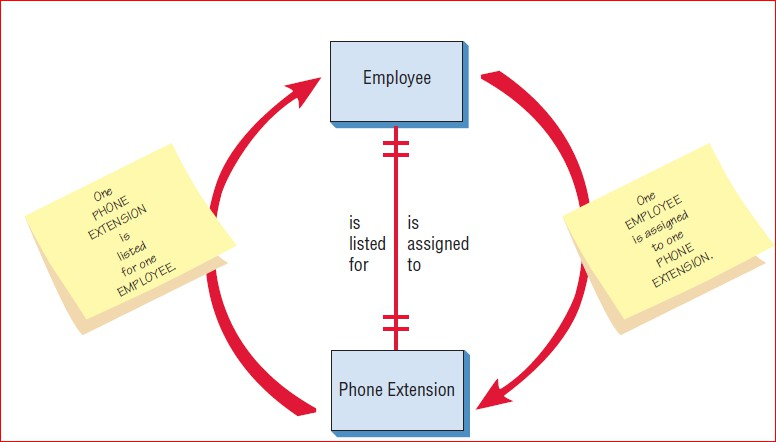 Employee
One
PHONE
EXTENSION
is
listed
for one
EMPLOYEE.
is
listed
for
is
assigned
to
One
EMPLOYEE
is assigned
to one
PHONE
EXTENSION.
Phone Extension